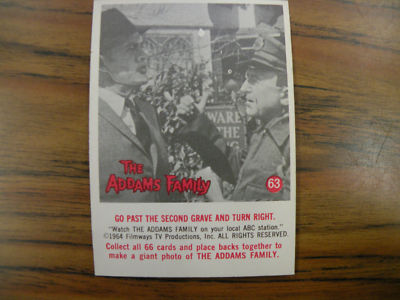 WARE
THE
THE
ADDAMS FAMILY
63
GO PAST THE SECOND GRAVE AND TURN RIGHT.
"Watch THE ADDAMS FAMILY on your local ABC station."
©1964 Filmways TV Productions, Inc. ALL RIGHTS RESERVED.
Collect all 66 cards and place backs together to
make a giant photo of THE ADDAMS FAMILY.